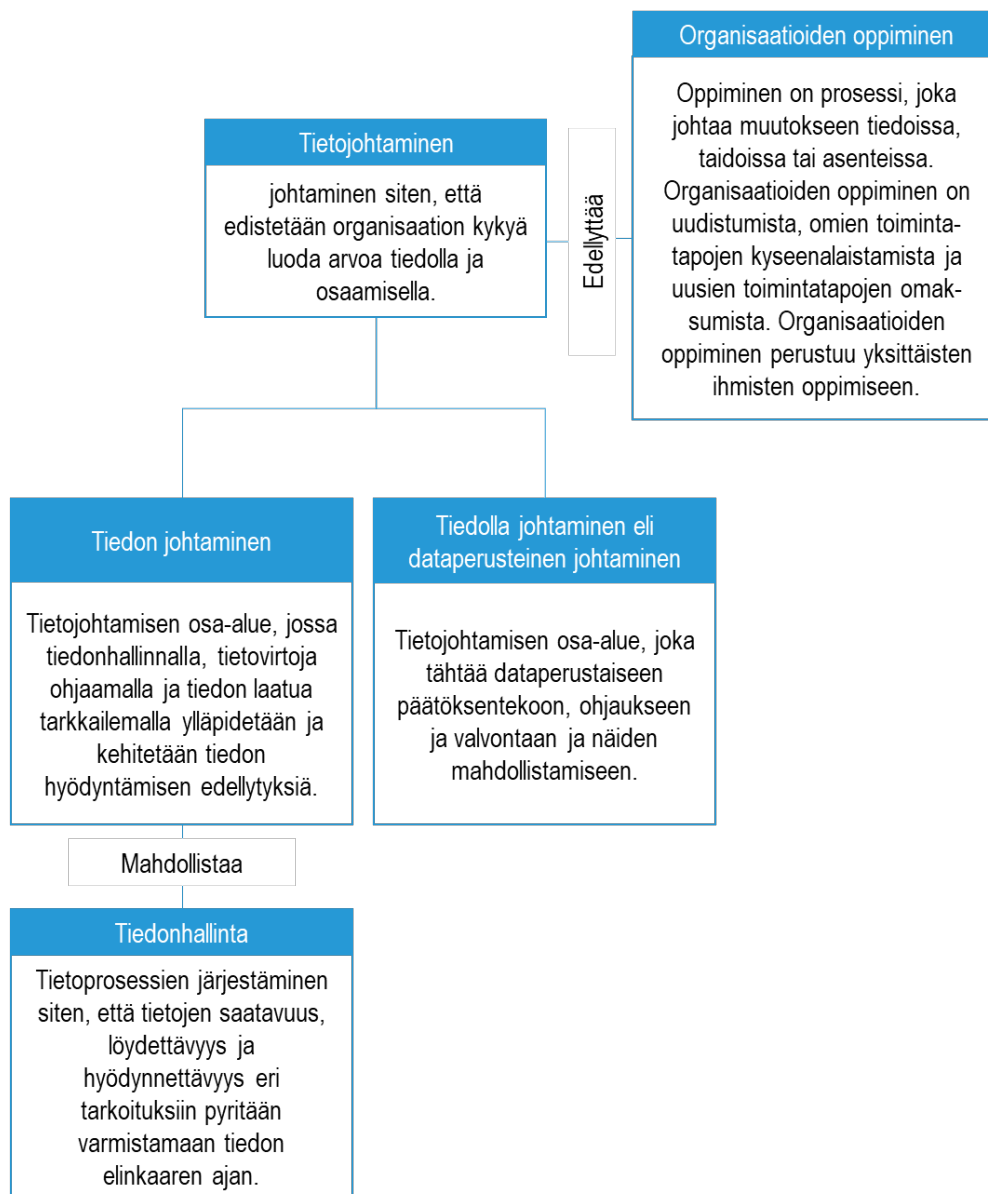 Organisaatioiden oppiminen
Oppiminen on prosessi, joka
johtaa muutokseen tiedoissa,
taidoissa tai asenteissa.
Organisaatioiden oppiminen on
uudistumista, omien toiminta-
tapojen kyseenalaistamista ja
uusien toimintatapojen omak-
sumista. Organisaatioiden
oppiminen perustuu yksittäisten
ihmisten oppimiseen.
Tietojohtaminen
johtaminen siten, että
edistetään organisaation kykyä
luoda arvoa tiedolla ja
osaamisella.
Edellyttää
Tiedon johtaminen
Tietojohtamisen osa-alue, jossa
tiedonhallinnalla, tietovirtoja
ohjaamalla ja tiedon laatua
tarkkailemalla ylläpidetään ja
kehitetään tiedon
hyödyntämisen edellytyksiä.
Tiedolla johtaminen eli
dataperusteinen johtaminen
Tietojohtamisen osa-alue, joka
tähtää dataperustaiseen
päätöksentekoon, ohjaukseen
ja valvontaan ja näiden
mahdollistamiseen.
Mahdollistaa
Tiedonhallinta
Tietoprosessien järjestäminen
siten, että tietojen saatavuus,
löydettävyys ja
hyödynnettävyys eri
tarkoituksiin pyritään
varmistamaan tiedon
elinkaaren ajan.